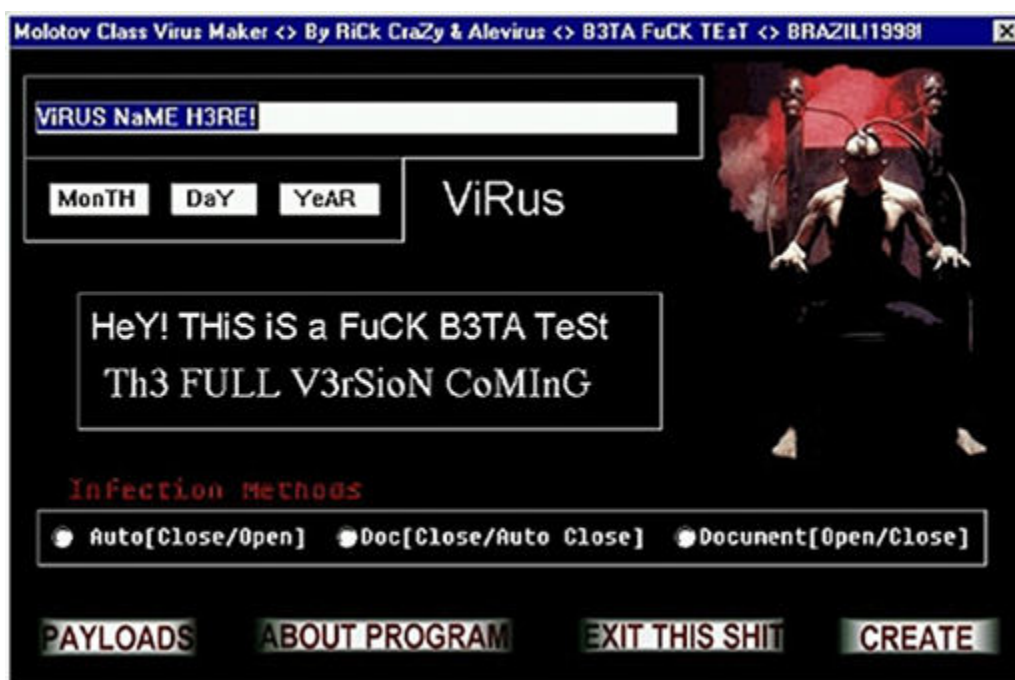 Molotov Class Virus Maker <> By RiCk CraZy & Alevirus <> B3TA FuCK TEsT <> BRAZIL!1998!
ViRUS NaME H3RE!
MonTH DaY YeAR
ViRus
HeY! THiS iS a FuCK B3TA TeSt
Th3 FULL V3rSioN CoMInG
Infection Methods
Auto[Close/Open] Doc[Close/Auto Close] Document[Open/Close]
PAYLOADS ABOUT PROGRAM EXIT THIS SHIT CREATE